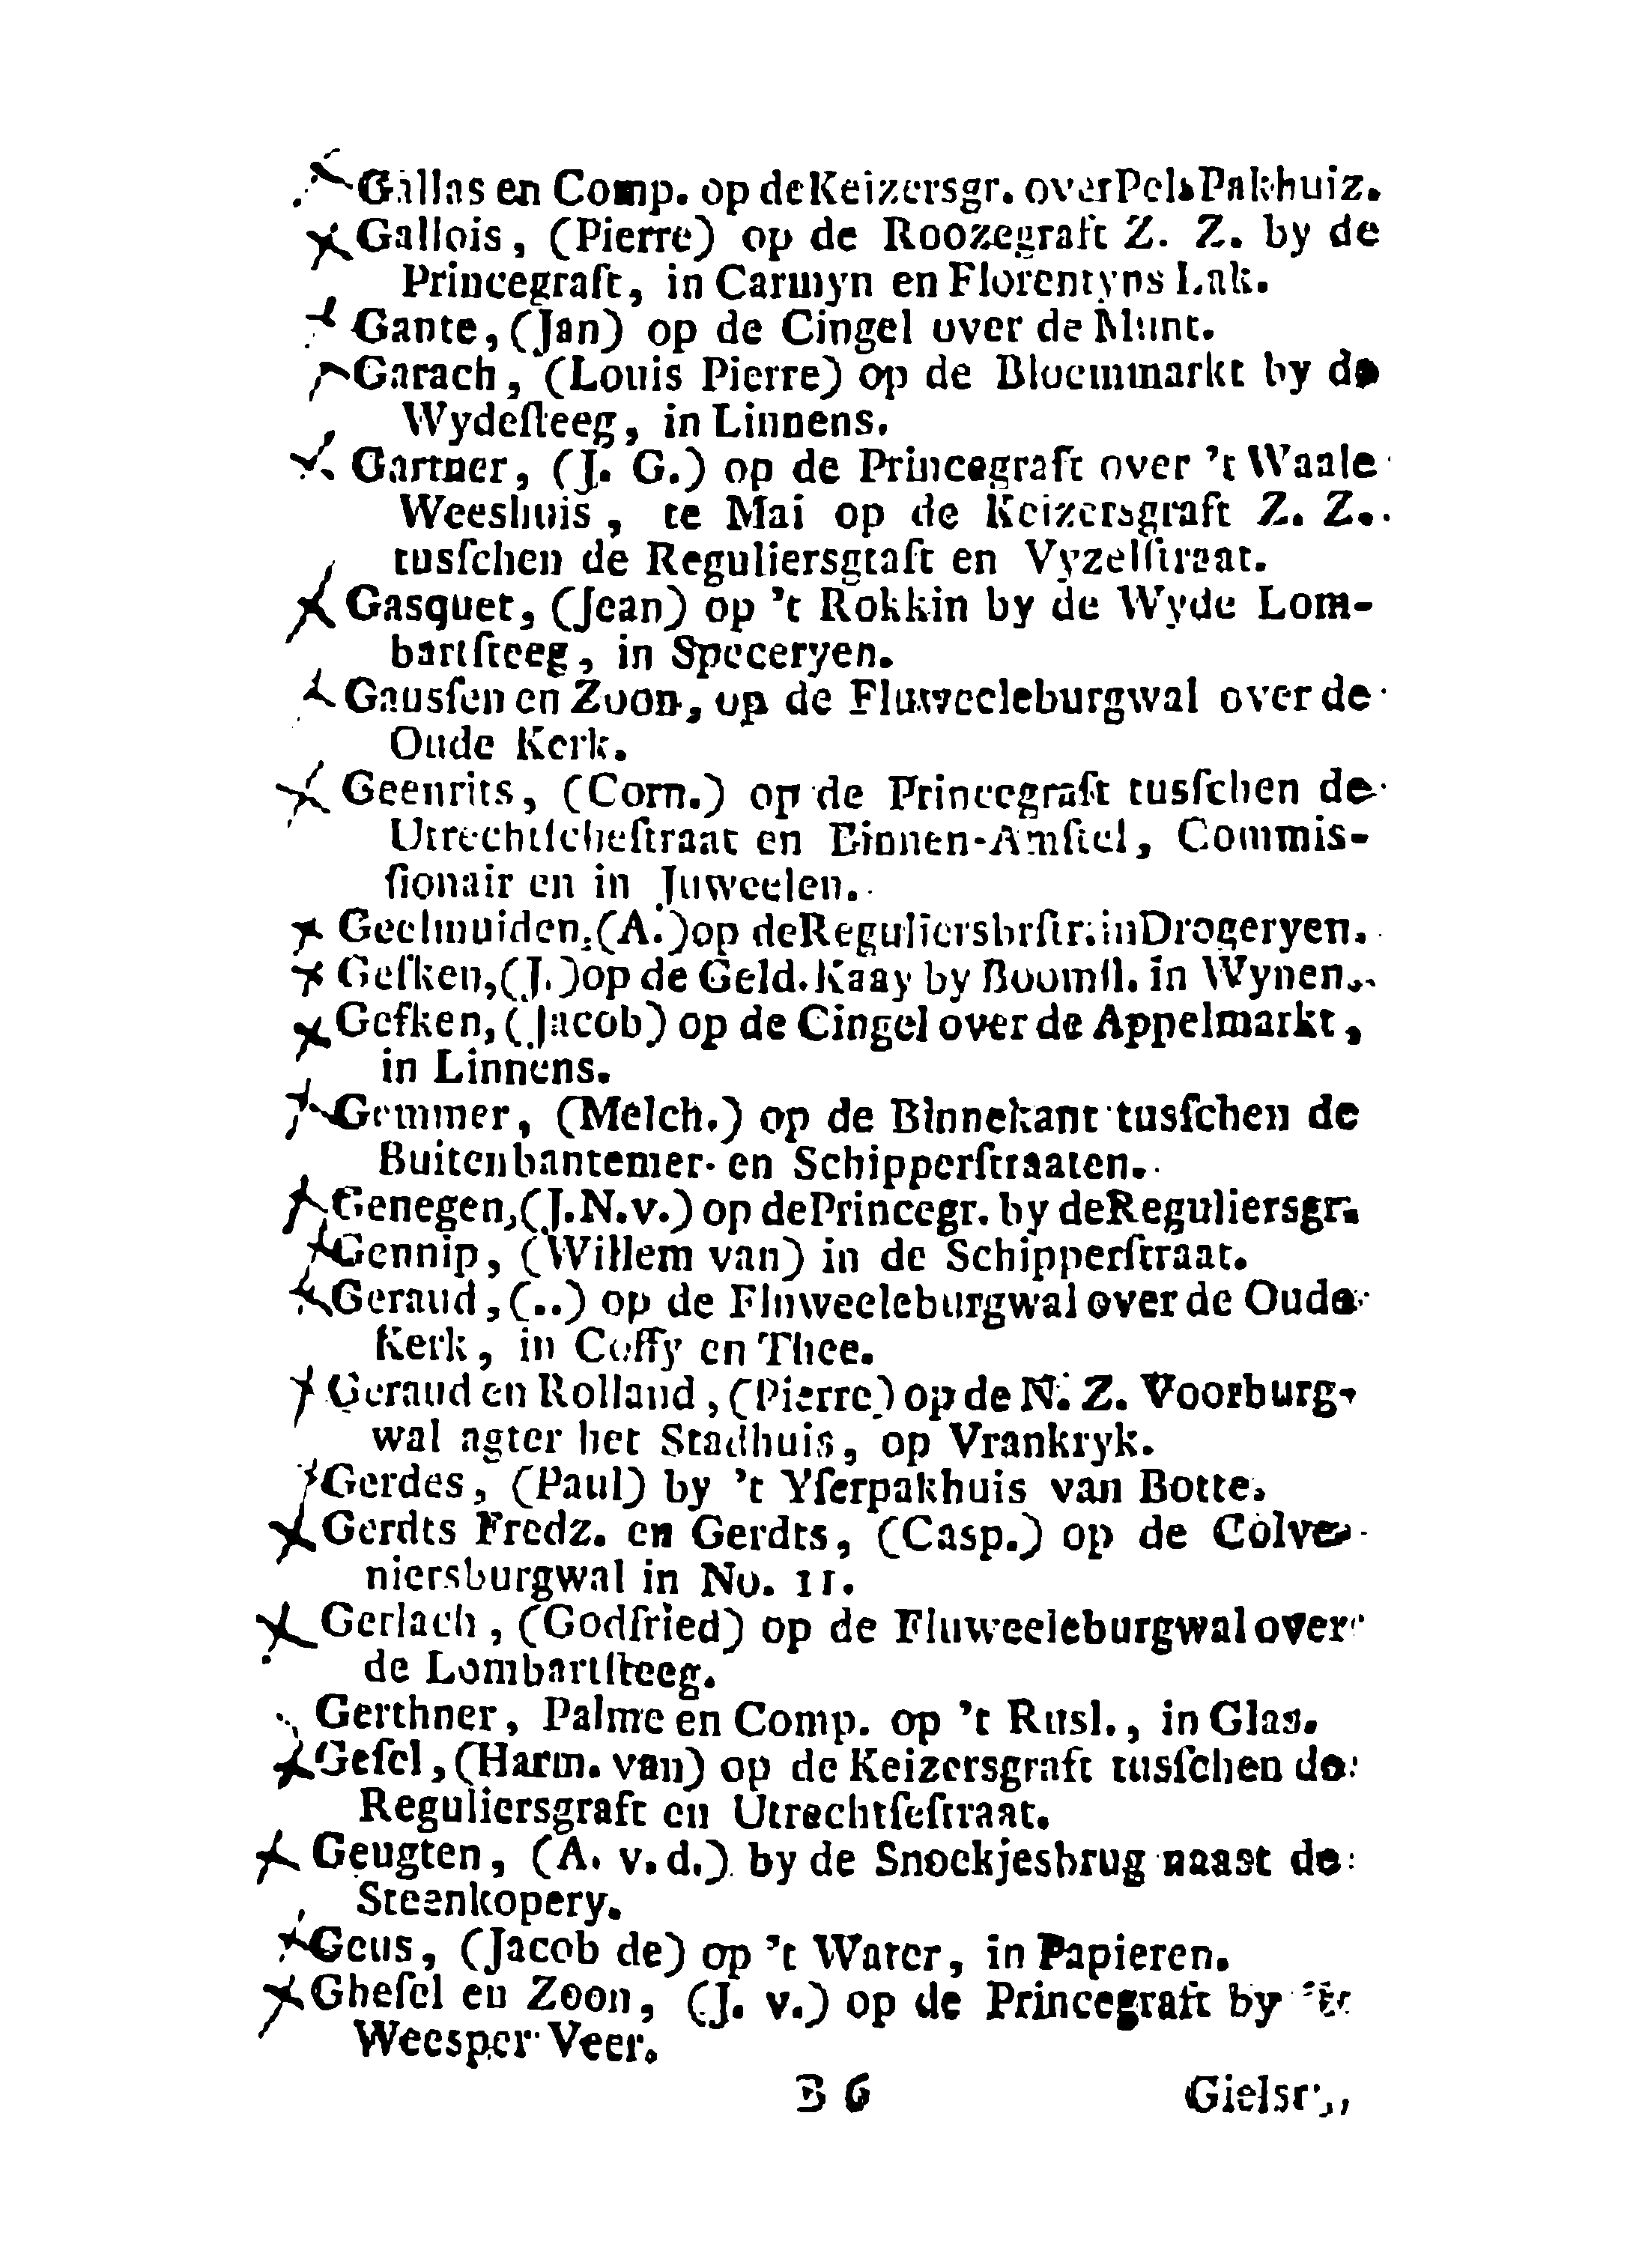 Gallas en Comp. op de Keizersgr. over Pels Pakhuiz.
Gallois, (Pierre) op de Roozegraft Z. Z. by de
Princegraft, in Carmyn en Florentyns Lak.
Gante, (Jan) op de Cingel over de Munt.
Garach, (Louis Pierre) op de Bloemmarkt by de
Wydeſteeg, in Linnens.
Gartner, (J. G.) op de Princegraft over 't Waale
Weeshuis, te Mai op de Keizersgraft Z. Z.
tusſchen de Reguliersgtaft en Vyzelſtraat.
Gasquet, (Jean) op 't Rokkin by de Wyde Lom-
bartſteeg, in Speceryen.
Gausſen en Zoon, op de Fluweeleburgwal over de
Oude Kerk.
Geenrits, (Corn.) op de Princegraft tusſchen de
Utrechtſcheſtraat en Binnen-Amſtel, Commis-
ſionair en in Juweelen.
Geelmuiden, (A.) op de Reguliersbrſtr. in Drogeryen.
Gefken, (J.) op de Geld. Kaay by Boomſl. in Wynen.
Gefken, (Jacob) op de Cingel over de Appelmarkt,
in Linnens.
Gemmer, (Melch.) op de Binnekant tusſchen de
Buitenbantemer- en Schipperſtraaten.
Genegen, (J. N. v.) op de Princegr. by de Reguliersgr.
Gennip, (Willem van) in de Schipperſtraat.
Geraud, (..) op de Fluweeleburgwal over de Oude
Kerk, in Coffy en Thee.
Geraud en Rolland, (Pierre) op de N. Z. Voorburg-
wal agter het Stadhuis, op Vrankryk.
Gerdes, (Paul) by 't Yſerpakhuis van Botte.
Gerdts Fredz. en Gerdts, (Casp.) op de Colve-
niersburgwal in No. 11.
Gerlach, (Godfried) op de Fluweeleburgwal over
de Lombartſteeg.
Gerthner, Palme en Comp. op 't Rusl., in Glas.
Geſel, (Harm. van) op de Keizersgraft tusſchen de
Reguliersgraft en Utrechtſeſtraat.
Geugten, (A. v. d.) by de Snoekjesbrug naast de
Steenkopery.
Geus, (Jacob de) op 't Water, in Papieren.
Gheſel en Zoon, (J. v.) op de Princegraft by 't
Weesper Veer.
B 6